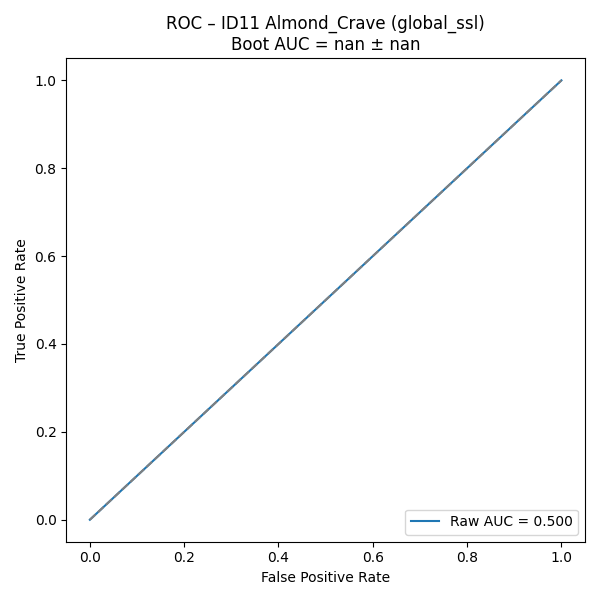 ROC – ID11 Almond_Crave (global_ssl)
Boot AUC = nan ± nan
True Positive Rate
1.0
0.8
0.6
0.4
0.2
0.0
Raw AUC = 0.500
0.0 0.2 0.4 0.6 0.8 1.0
False Positive Rate